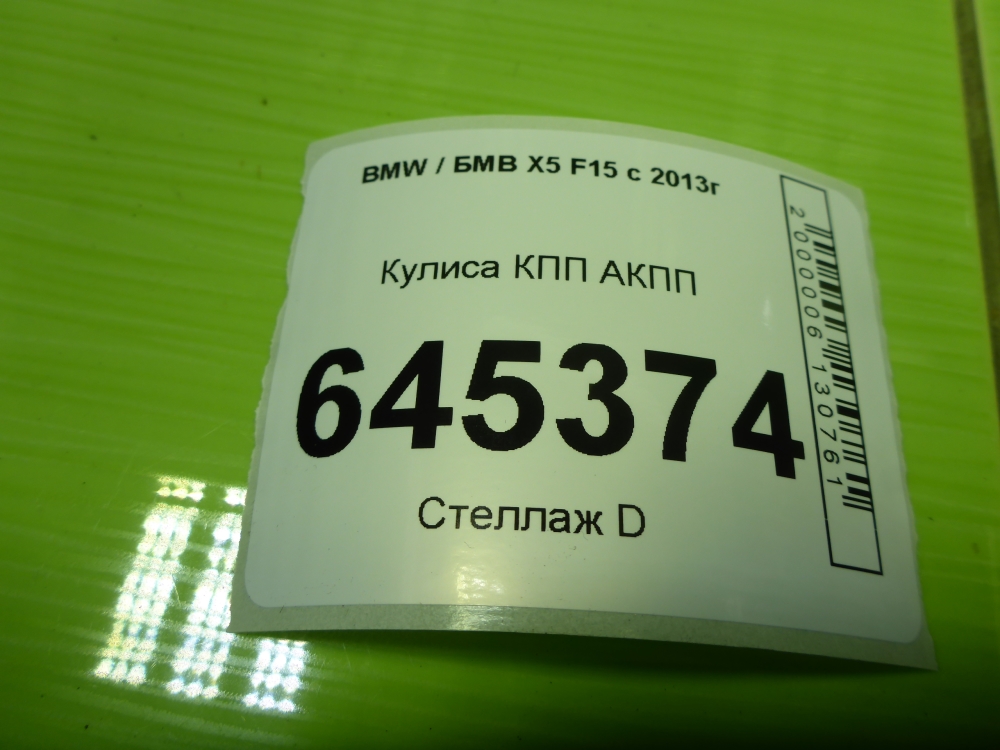 BMW / БМВ X5 F15 с 2013г
Кулиса КПП АКПП
645374
Стеллаж D
2000006130761